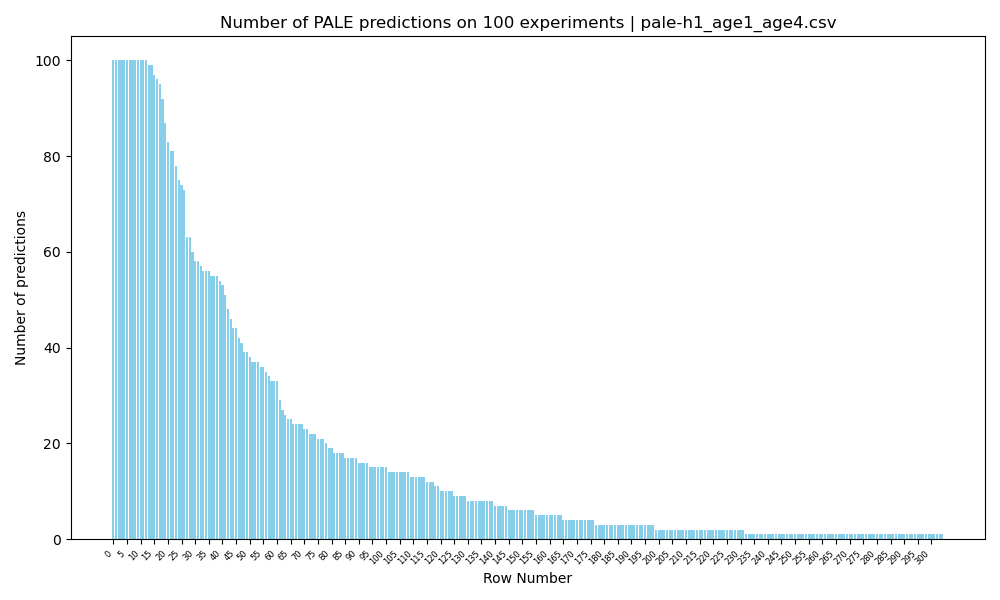 Number of PALE predictions on 100 experiments | pale-h1_age1_age4.csv
Number of predictions
100
80
60
40
20
0
0 5 10 15 20 25 30 35 40 45 50 55 60 65 70 75 80 85 90 95 100 105 110 115 120 125 130 135 140 145 150 155 160 165 170 175 180 185 190 195 200 205 210 215 220 225 230 235 240 245 250 255 260 265 270 275 280 285 290 295 300
Row Number